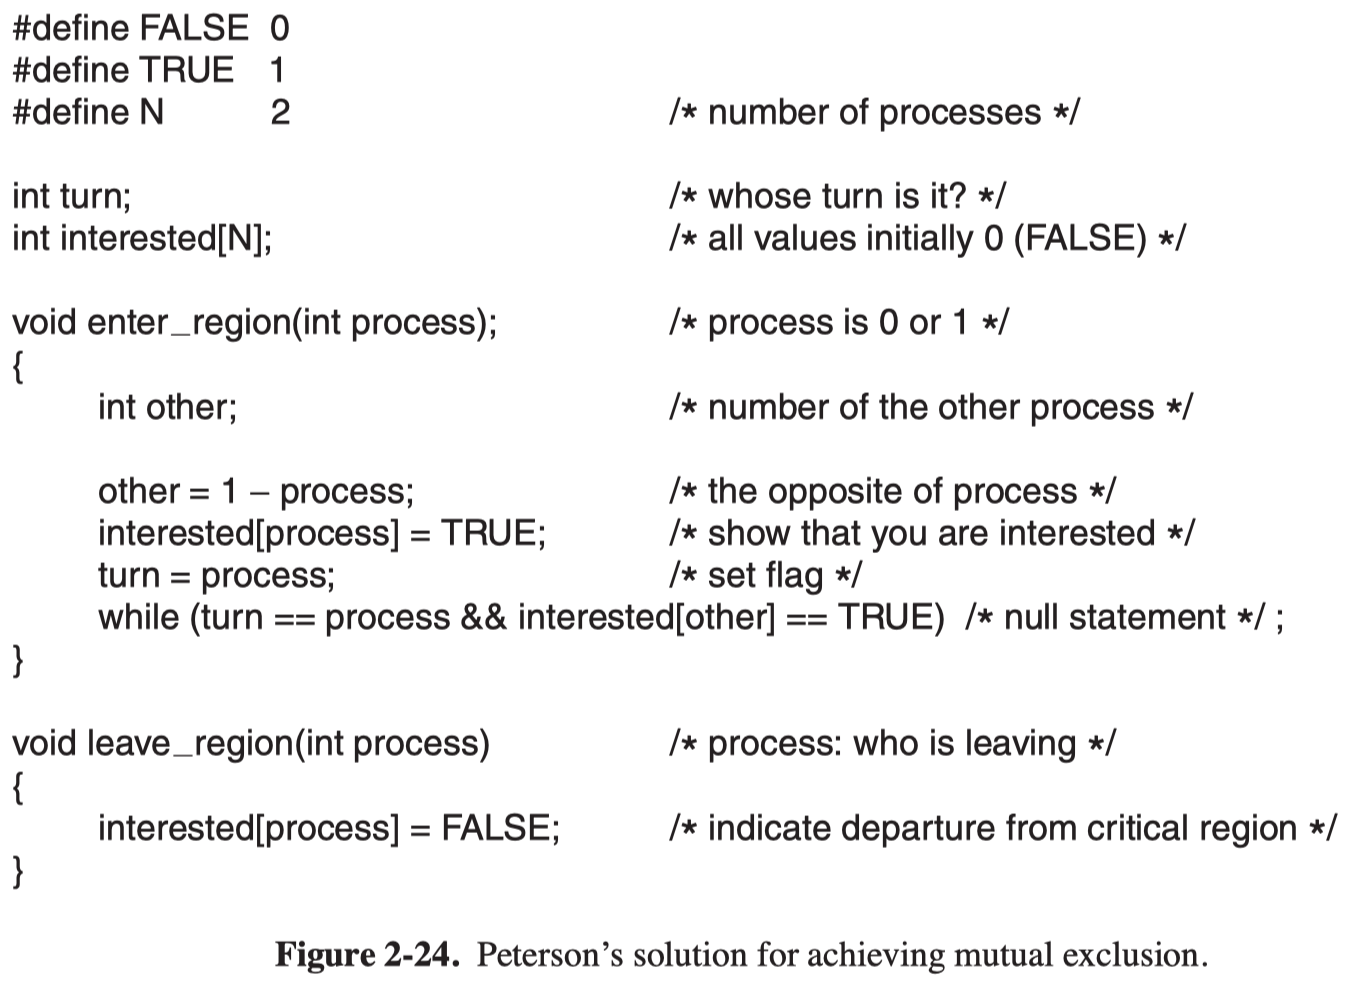 #define FALSE 0
#define TRUE 1
#define N 2 /* number of processes */
int turn; /* whose turn is it? */
int interested[N]; /* all values initially 0 (FALSE) */
void enter_region(int process); /* process is 0 or 1 */
{
int other; /* number of the other process */
other = 1 – process; /* the opposite of process */
interested[process] = TRUE; /* show that you are interested */
turn = process; /* set flag */
while (turn == process && interested[other] == TRUE) /* null statement */ ;
}
void leave_region(int process) /* process: who is leaving */
{
interested[process] = FALSE; /* indicate departure from critical region */
}
Figure 2-24. Peterson’s solution for achieving mutual exclusion.